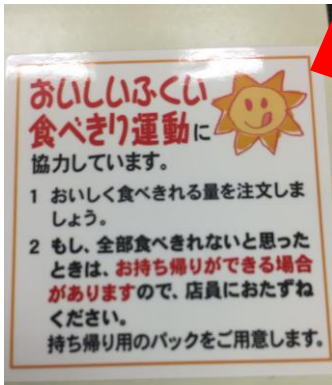 おいしいふくい
食べきり運動に
協力しています。
1 おいしく食べきれる量を注文しま
しょう。
2 もし、全部食べきれないと思った
ときは、お持ち帰りができる場合
がありますので、店員におたずね
ください。
持ち帰り用のパックをご用意します。